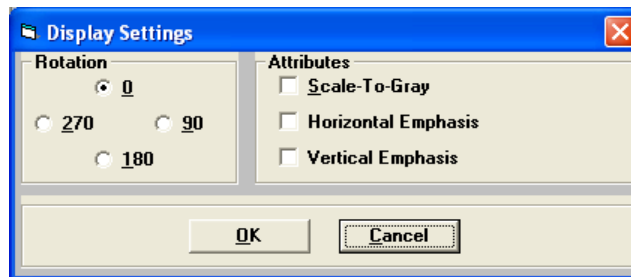 Display Settings
Rotation
0
270 90
180
Attributes
Scale-To-Gray
Horizontal Emphasis
Vertical Emphasis
OK Cancel